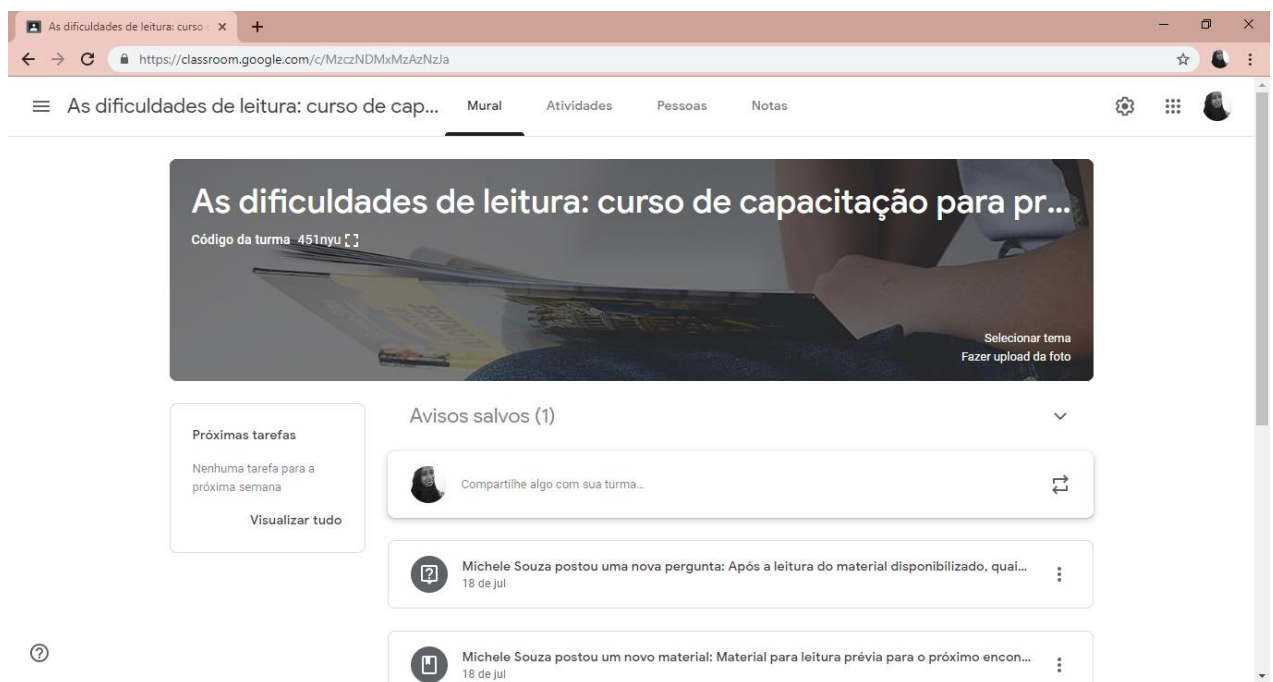 As dificuldades de leitura: curso
https://classroom.google.com/c/MzczNDMxMzAzNzJa
As dificuldades de leitura: curso de cap... Mural Atividades Pessoas Notas
As dificuldades de leitura: curso de capacitação para pr...
Código da turma 451nyu
Selecionar tema
Fazer upload da foto
Próximas tarefas
Nenhuma tarefa para a
próxima semana
Visualizar tudo
Avisos salvos (1)
Compartilhe algo com sua turma...
Michele Souza postou uma nova pergunta: Após a leitura do material disponibilizado, quai...
18 de jul
Michele Souza postou um novo material: Material para leitura prévia para o próximo encon...
18 de jul